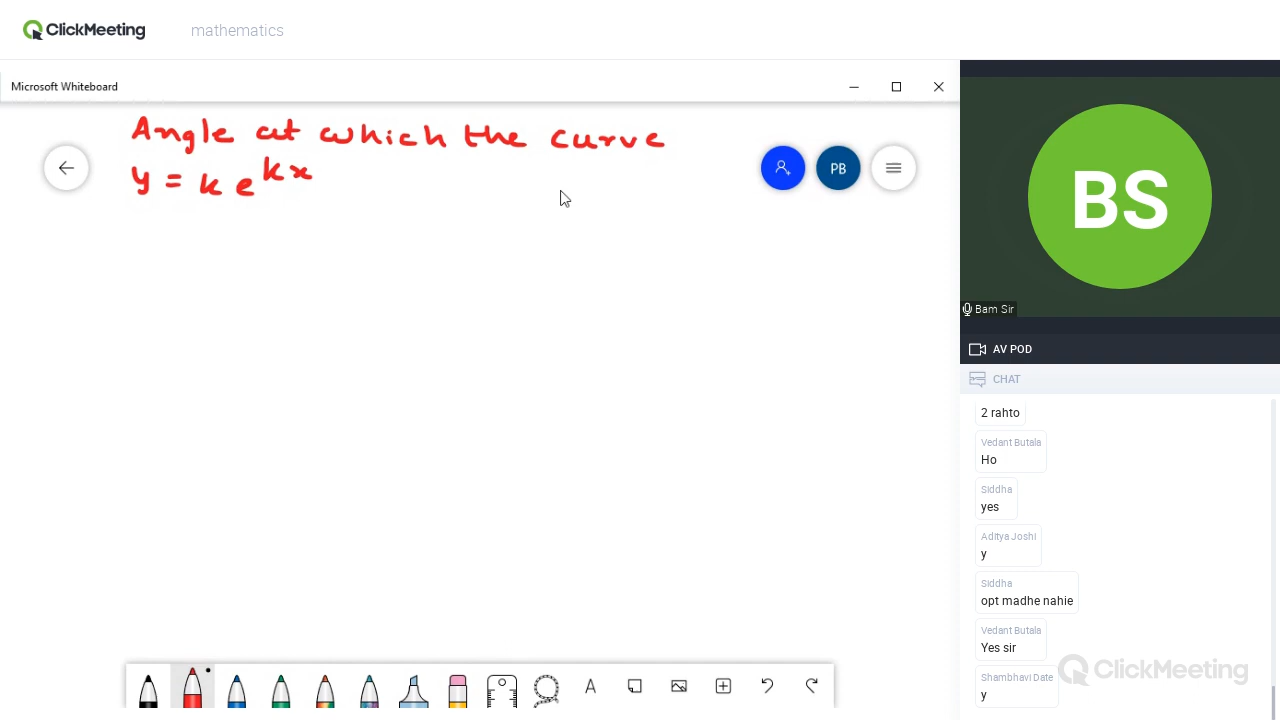 ClickMeeting
mathematics
Microsoft Whiteboard
Angle at which the curve
y = k e^kx
PB
BS
Bam Sir
AV POD
CHAT
2 rahto
Vedant Butala
Ho
Siddha
yes
Aditya Joshi
y
Siddha
opt madhe nahie
Vedant Butala
Yes sir
Shambhavi Date
y
ClickMeeting
A